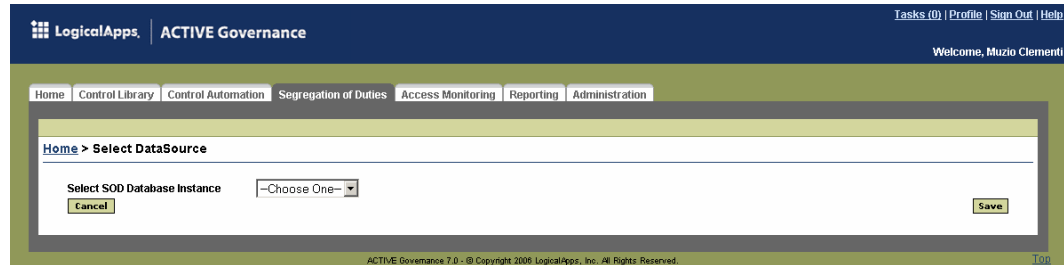 Tasks (0) | Profile | Sign Out | Help
LogicalApps. ACTIVE Governance
Welcome, Muzio Clementi
Home Control Library Control Automation Segregation of Duties Access Monitoring Reporting Administration
Home > Select DataSource
Select SOD Database Instance –Choose One–
Cancel Save
ACTIVE Governance 7.0 - © Copyright 2006 LogicalApps, Inc. All Rights Reserved. Top